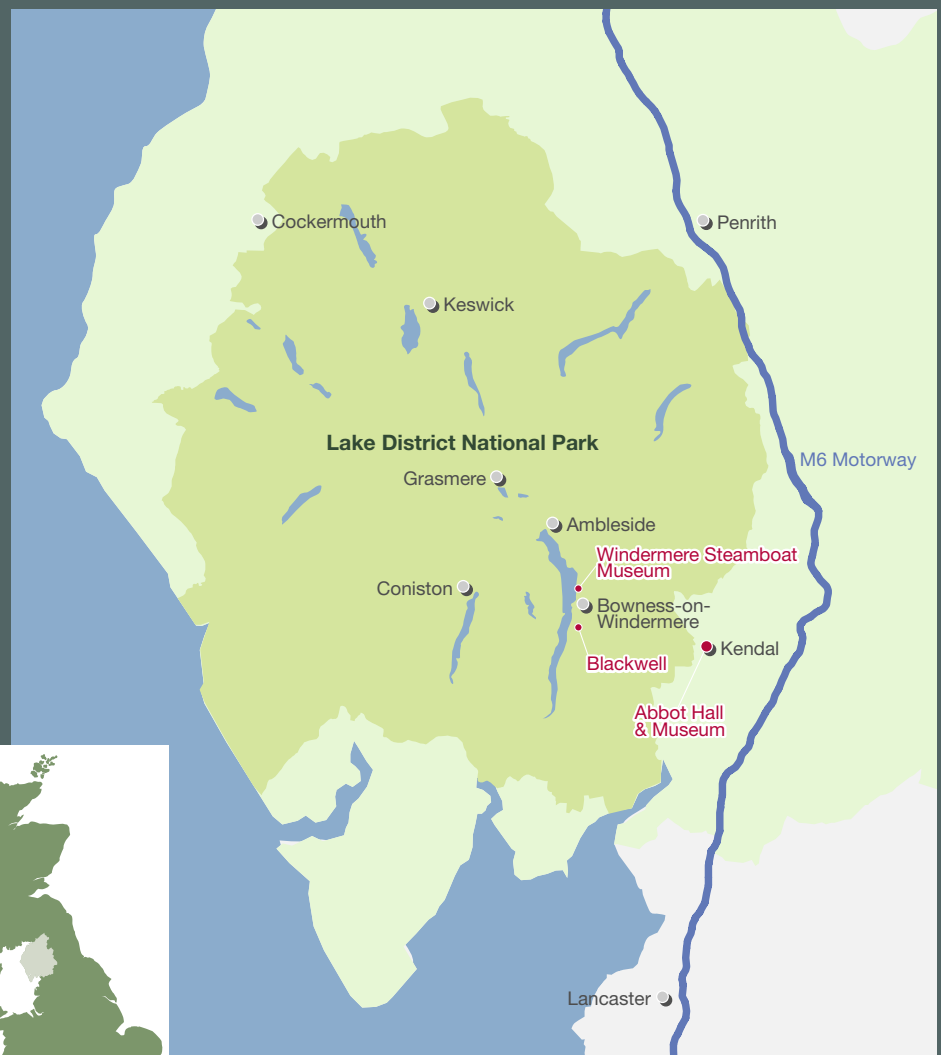 Cockermouth
Penrith
Keswick
Lake District National Park
M6 Motorway
Grasmere
Ambleside
Windermere Steamboat
Museum
Coniston
Bowness-on-
Windermere
Kendal
Blackwell
Abbot Hall
& Museum
Lancaster